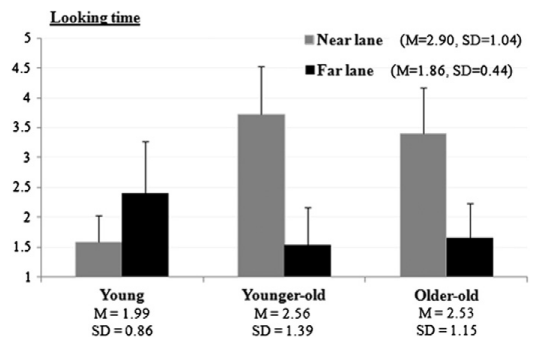 Looking time
5
4.5
4
3.5
3
2.5
2
1.5
1
Near lane (M=2.90, SD=1.04)
Far lane (M=1.86, SD=0.44)
Young
M = 1.99
SD = 0.86
Younger-old
M = 2.56
SD = 1.39
Older-old
M = 2.53
SD = 1.15